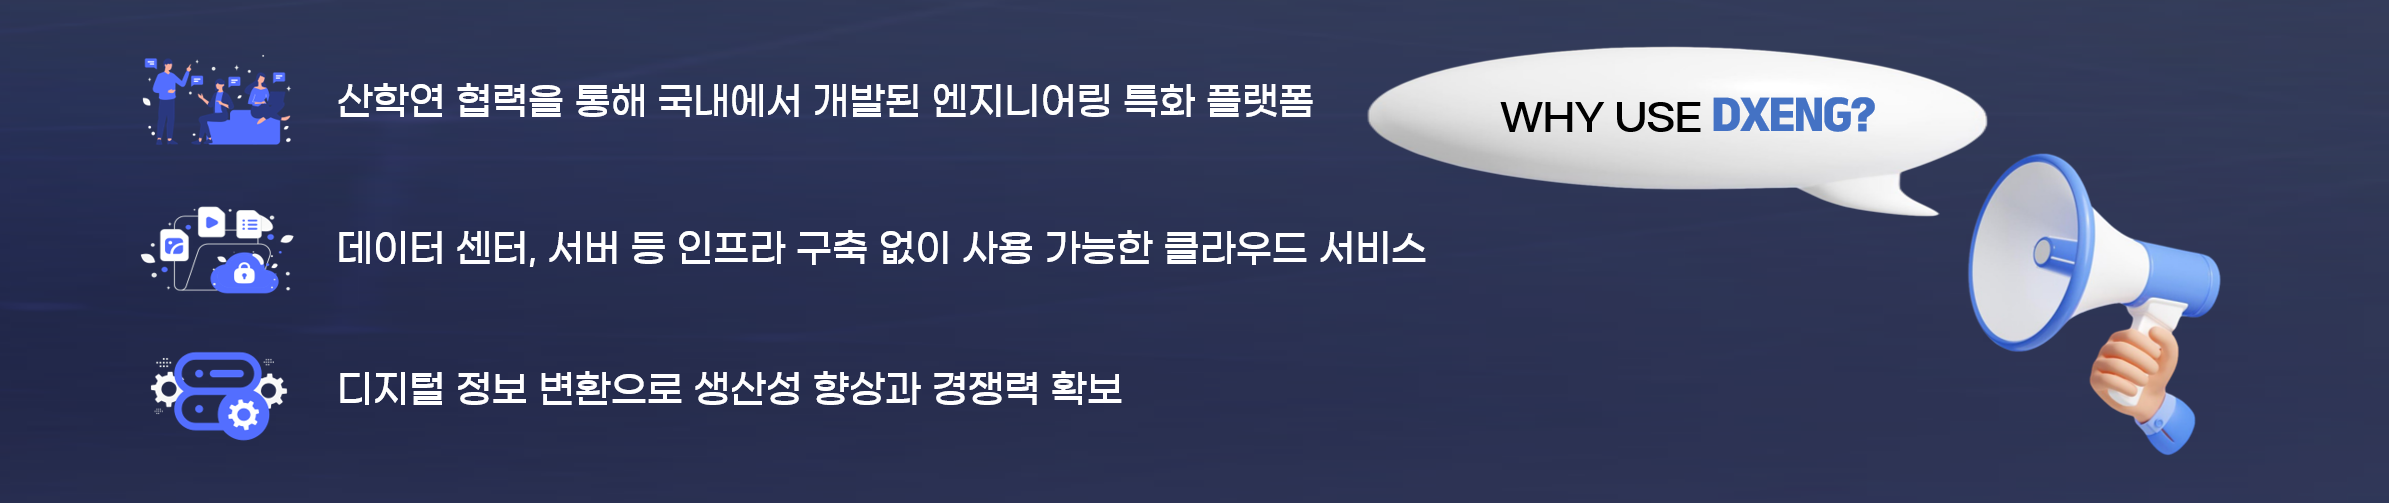 산학연 협력을 통해 국내에서 개발된 엔지니어링 특화 플랫폼
WHY USE DXENG?
데이터 센터, 서버 등 인프라 구축 없이 사용 가능한 클라우드 서비스
디지털 정보 변환으로 생산성 향상과 경쟁력 확보